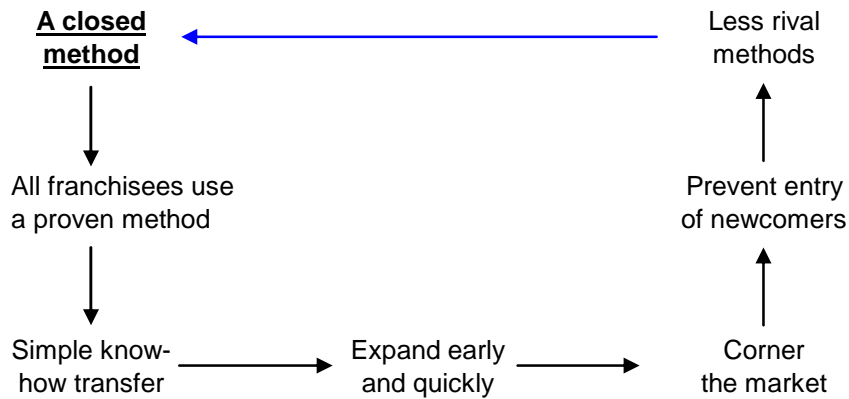 A closed
method
Less rival
methods
All franchisees use
a proven method
Prevent entry
of newcomers
Simple know-
how transfer
Expand early
and quickly
Corner
the market